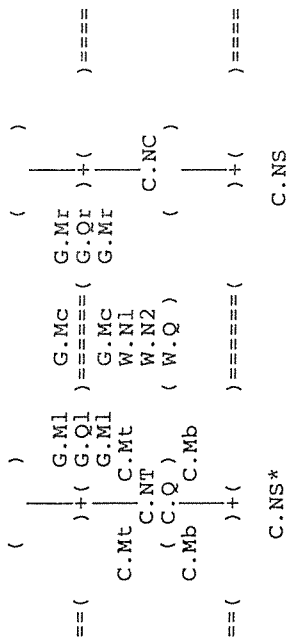 ( ) ( )
G.Ml G.Mc G.Mr
==( )+( G.Ql )======( G.Qr )+( )====
G.Ml G.Mc G.Mr
C.Mt C.Mt W.N1
C.NT W.N2 C.NC
( C.Q ) ( W.Q ) ( )
C.Mb C.Mb
==( )+( )======( )+( )====
C.NS* C.NS